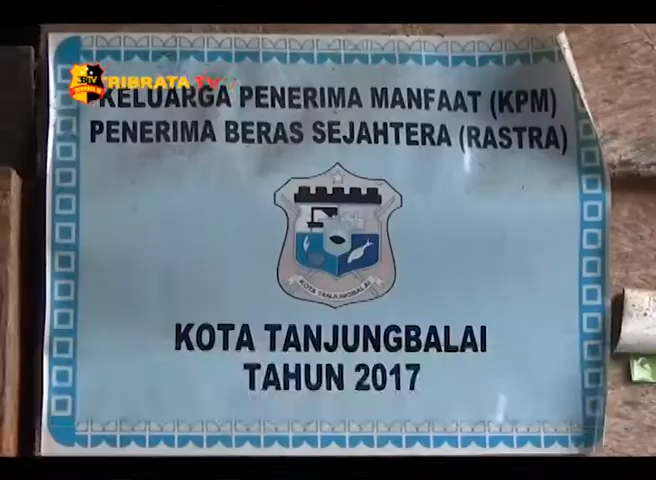 TRIBRATA TV
KELUARGA PENERIMA MANFAAT (KPM)
PENERIMA BERAS SEJAHTERA (RASTRA)
KOTA TANJUNGBALAI
KOTA TANJUNGBALAI
TAHUN 2017